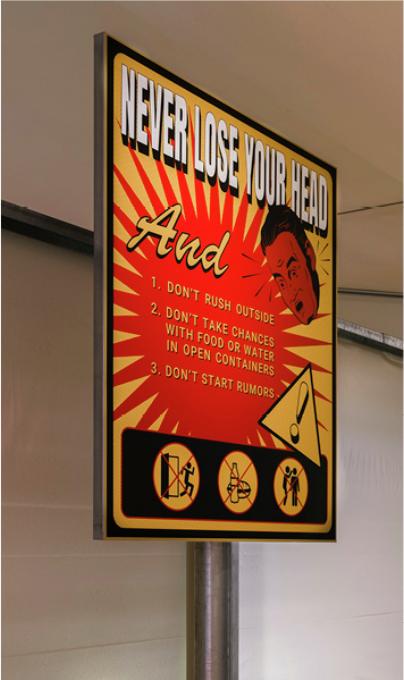 NEVER LOSE YOUR HEAD
And
1. DON'T RUSH OUTSIDE
2. DON'T TAKE CHANCES
WITH FOOD OR WATER
IN OPEN CONTAINERS
3. DON'T START RUMORS